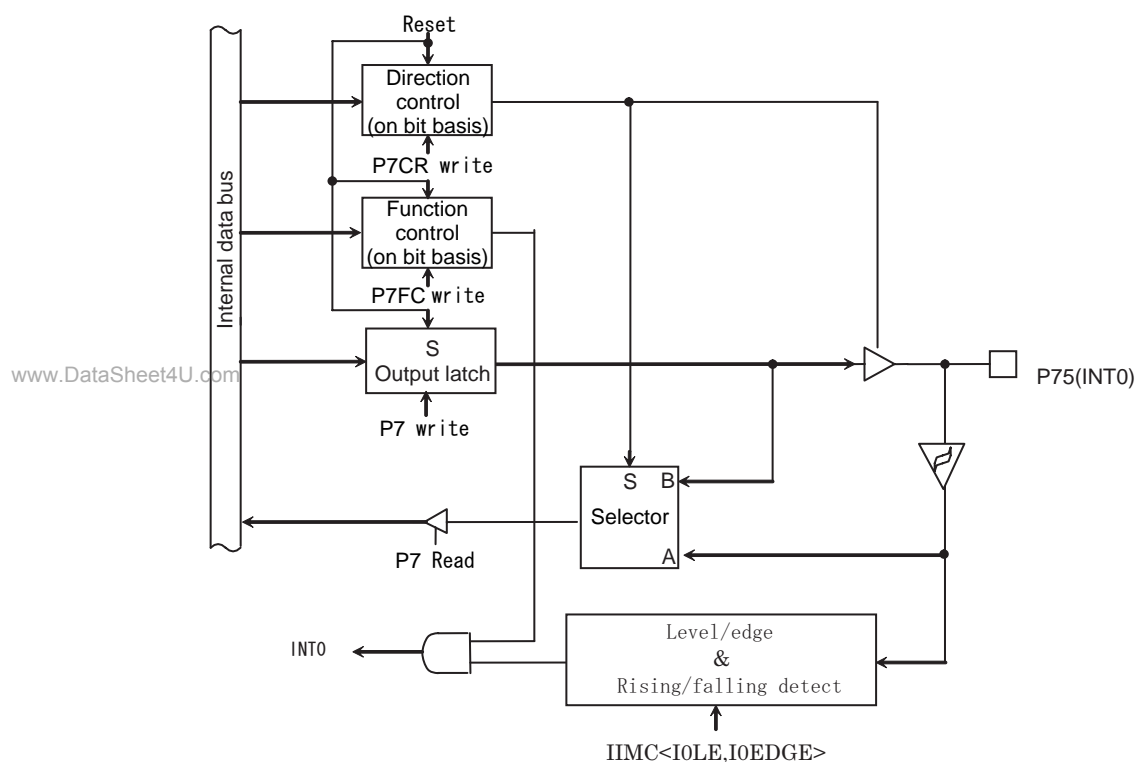 Reset
Direction
control
(on bit basis)
P7CR write
Function
control
(on bit basis)
P7FC write
Internal data bus
S
Output latch
P7 write
www.DataSheet4U.com
P75(INT0)
S B
Selector
A
P7 Read
INT0
Level/edge
&
Rising/falling detect
IIMC<I0LE,I0EDGE>